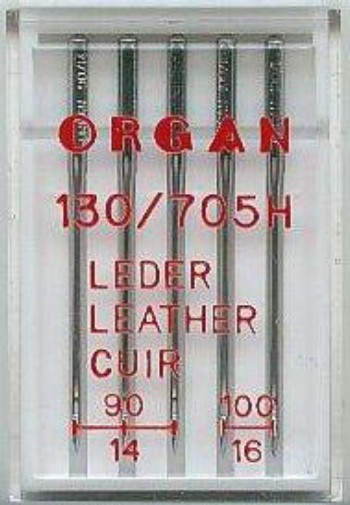 ORGAN
130/705H
LEDER
LEATHER
CUIR
90 100
14 16